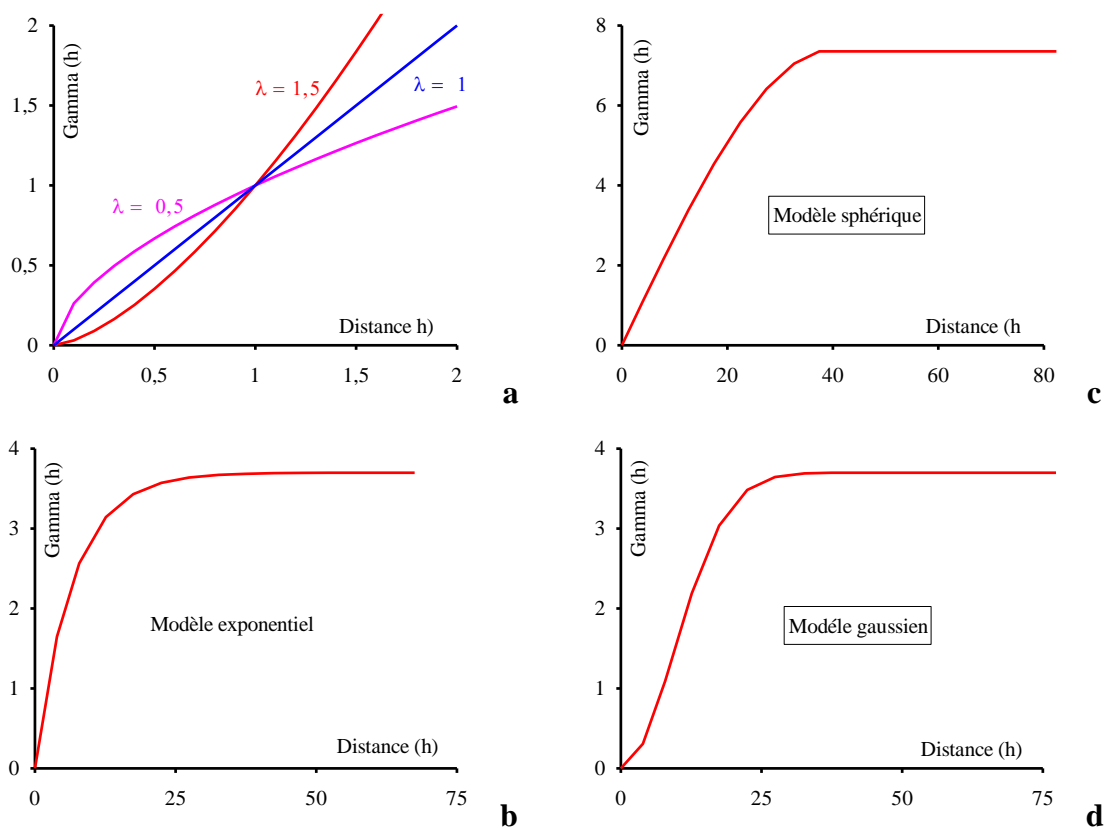 Gamma (h)
2
1,5
1
0,5
0
λ = 1,5
λ = 1
λ = 0,5
Distance h)
0 0,5 1 1,5 2
a
Gamma (h)
8
6
4
2
0
Modèle sphérique
Distance (h
0 20 40 60 80
c
Gamma (h)
4
3
2
1
0
Modèle exponentiel
Distance (h)
0 25 50 75
b
Gamma (h)
4
3
2
1
0
Modéle gaussien
Distance (h)
0 25 50 75
d